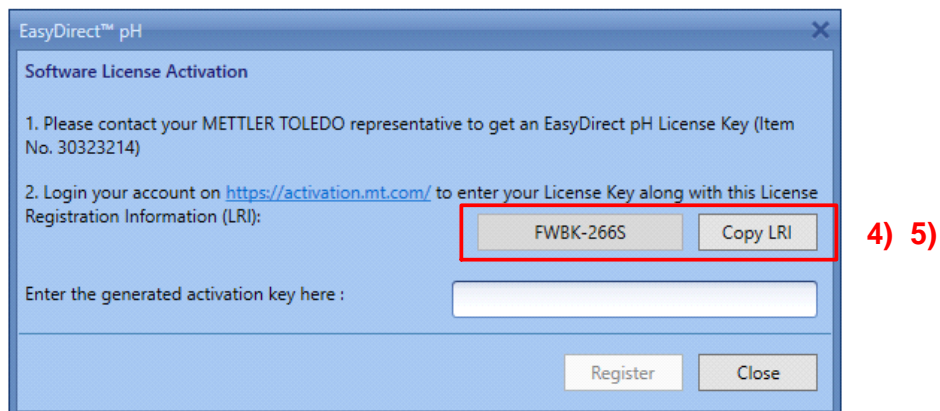 EasyDirect™ pH
Software License Activation
1. Please contact your METTLER TOLEDO representative to get an EasyDirect pH License Key (Item
No. 30323214)
2. Login your account on https://activation.mt.com/ to enter your License Key along with this License
Registration Information (LRI):
FWBK-266S Copy LRI
4) 5)
Enter the generated activation key here :
Register Close